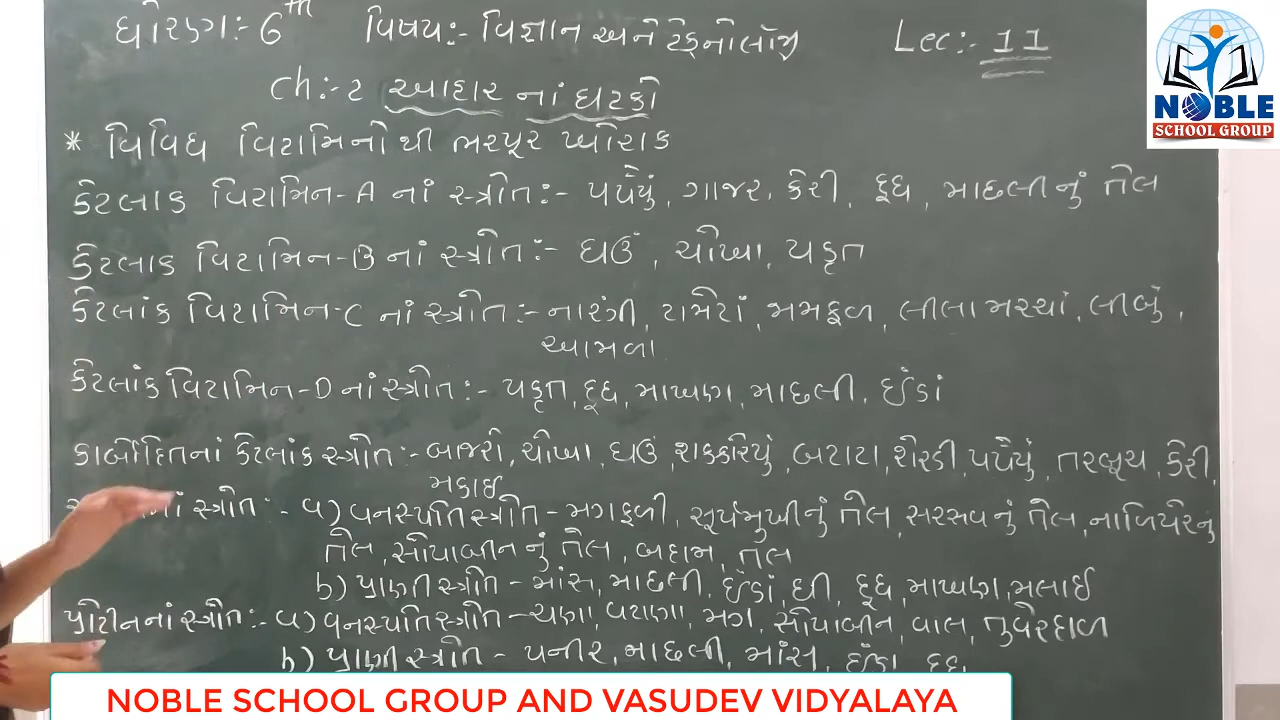 ધોરણ:- 6th વિષય:- વિજ્ઞાન અને ટેકનોલોજી Lec:- 11
Ch:-2 આહાર નાં ઘટકો
* વિવિધ વિટામિનોથી ભરપૂર ખોરાક
કેટલાક વિટામિન-A નાં સ્ત્રોત:- પપૈયું, ગાજર, કેરી, દૂધ, માછલીનું તેલ
કેટલાક વિટામિન-B નાં સ્ત્રોત:- ઘઉં, ચોખા, યકૃત
કેટલાંક વિટામિન-C નાં સ્ત્રોત:- નારંગી, ટામેટાં, જામફળ, લીલા મરચાં, લીંબું,
આમળા.
કેટલાંક વિટામિન-D નાં સ્ત્રોત:- યકૃત, દૂધ, માખણ, માછલી, ઈંડાં
કાર્બોદિતનાં કેટલાંક સ્ત્રોત:- બાજરો, ચોખા, ઘઉં, શક્કરિયું, બટાટા, શેરડી, પપૈયું, તરબૂચ, કેરી,
મકાઈ
નાં સ્ત્રોત:- a) વનસ્પતિ સ્ત્રોત - મગફળી, સૂર્યમુખીનું તેલ, સરસવનું તેલ, નાળિયેરનું
તેલ, સોયાબીનનું તેલ, બદામ, તલ
b) પ્રાણી સ્ત્રોત - માંસ, માછલી, ઈંડાં, ઘી, દૂધ, માખણ, મલાઈ
પ્રોટીનનાં સ્ત્રોત:- a) વનસ્પતિ સ્ત્રોત - ચણા, વટાણા, મગ, સોયાબીન, વાલ, તુવેરદાળ
b) પ્રાણી સ્ત્રોત - પનીર, માછલી, માંસ, ઈંડા, દૂધ
NOBLE
SCHOOL GROUP
NOBLE SCHOOL GROUP AND VASUDEV VIDYALAYA